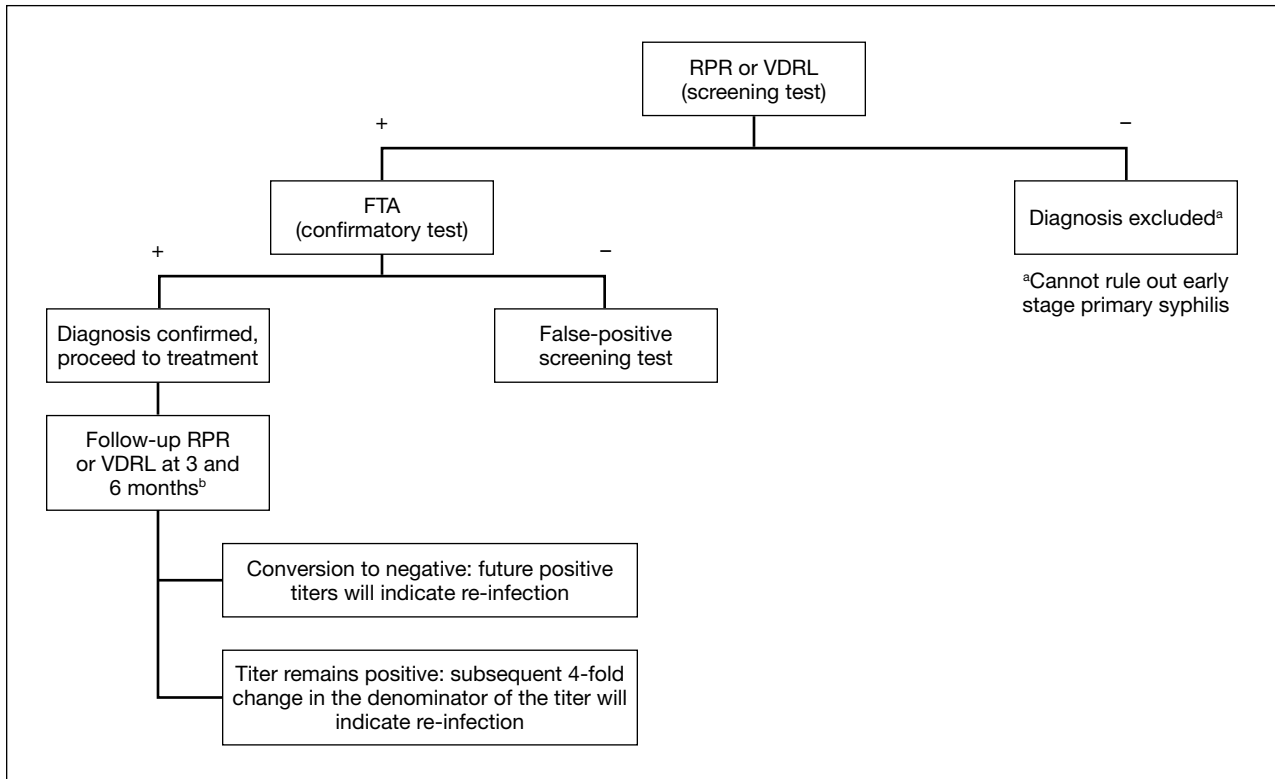 RPR or VDRL
(screening test)
+
−
FTA
(confirmatory test)
Diagnosis excludedᵃ
+
−
ᵃCannot rule out early
stage primary syphilis
Diagnosis confirmed,
proceed to treatment
False-positive
screening test
Follow-up RPR
or VDRL at 3 and
6 monthsᵇ
Conversion to negative: future positive
titers will indicate re-infection
Titer remains positive: subsequent 4-fold
change in the denominator of the titer will
indicate re-infection